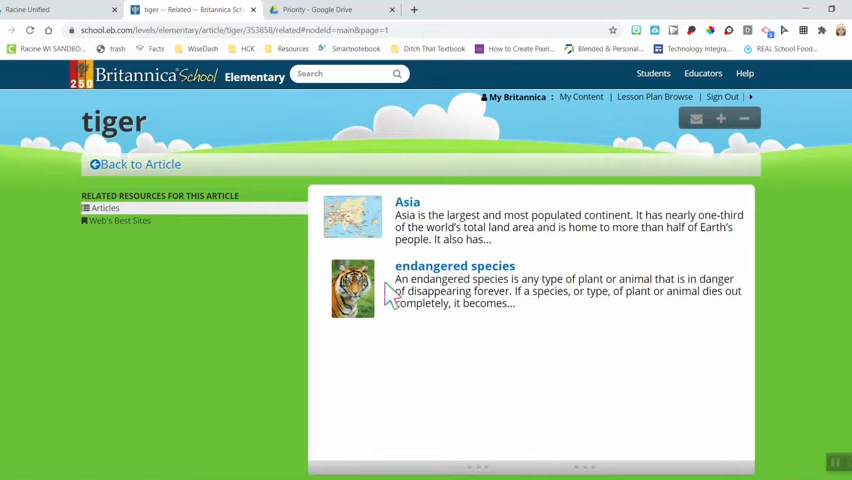 Racine Unified
tiger -- Related -- Britannica Sch
Priority - Google Drive
school.eb.com/levels/elementary/article/tiger/353858/related#nodeId=main&page=1
Racine WI SANDBO... trash Facts WiseDash HCK Resources Smartnotebook Ditch That Textbook How to Create Pixel... Blended & Personal... Technology Integra... REAL School Food...
250 Britannica School Elementary Search Students Educators Help
My Britannica : My Content | Lesson Plan Browse | Sign Out
tiger
Back to Article
RELATED RESOURCES FOR THIS ARTICLE
Articles
Web's Best Sites
Asia
Asia is the largest and most populated continent. It has nearly one-third
of the world's total land area and is home to more than half of Earth's
people. It also has...
endangered species
An endangered species is any type of plant or animal that is in danger
of disappearing forever. If a species, or type, of plant or animal dies out
completely, it becomes...